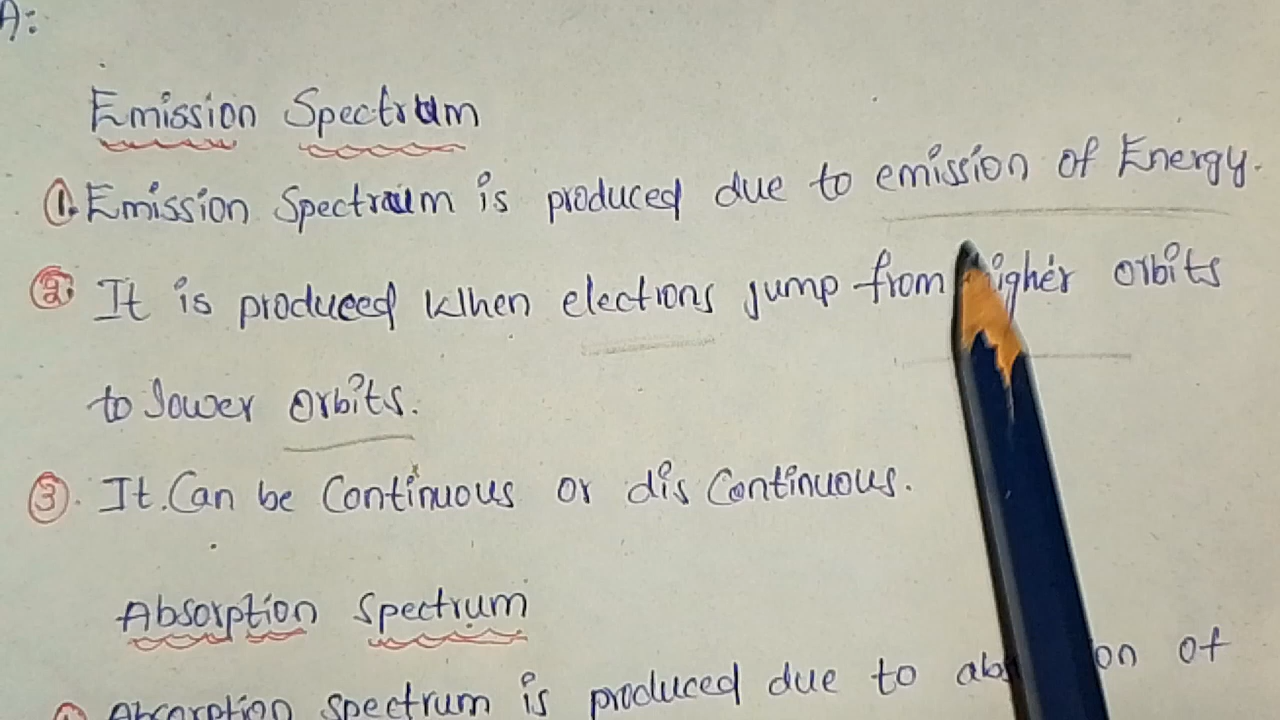 A:
Emission Spectrum
1. Emission Spectrum is produced due to emission of Energy.
2. It is produced when electrons jump from higher orbits
to lower orbits.
3. It can be Continuous or dis Continuous.
Absorption Spectrum
Absorption spectrum is produced due to of